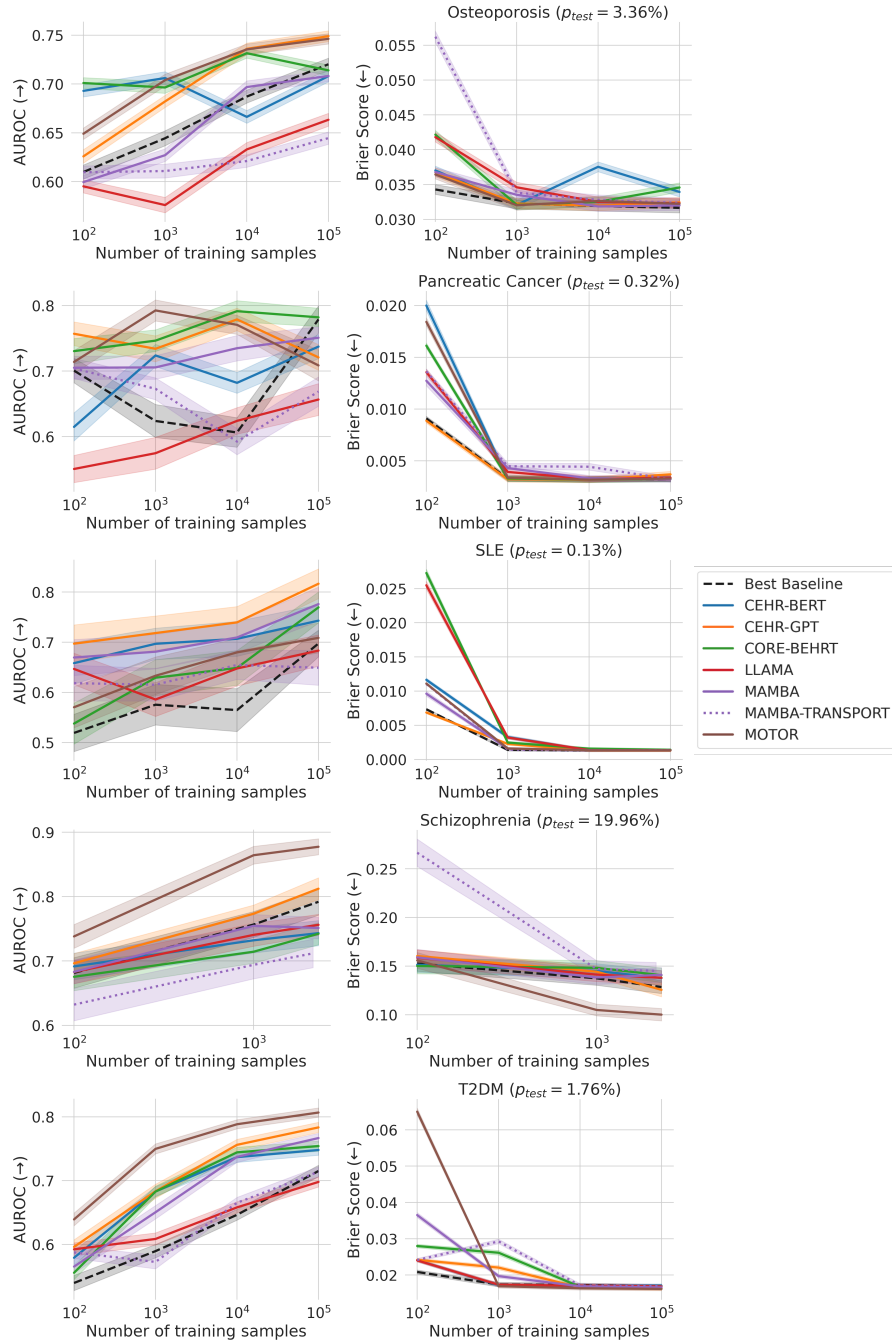 Osteoporosis (p_test = 3.36%)
AUROC (→)
0.75
0.70
0.65
0.60
10² 10³ 10⁴ 10⁵
Number of training samples
Brier Score (←)
0.055
0.050
0.045
0.040
0.035
0.030
10² 10³ 10⁴ 10⁵
Number of training samples
Pancreatic Cancer (p_test = 0.32%)
AUROC (→)
0.8
0.7
0.6
10² 10³ 10⁴ 10⁵
Number of training samples
Brier Score (←)
0.020
0.015
0.010
0.005
10² 10³ 10⁴ 10⁵
Number of training samples
SLE (p_test = 0.13%)
AUROC (→)
0.8
0.7
0.6
0.5
10² 10³ 10⁴ 10⁵
Number of training samples
Brier Score (←)
0.025
0.020
0.015
0.010
0.005
0.000
10² 10³ 10⁴ 10⁵
Number of training samples
Best Baseline
CEHR-BERT
CEHR-GPT
CORE-BEHRT
LLAMA
MAMBA
MAMBA-TRANSPORT
MOTOR
Schizophrenia (p_test = 19.96%)
AUROC (→)
0.9
0.8
0.7
0.6
10² 10³
Number of training samples
Brier Score (←)
0.25
0.20
0.15
0.10
10² 10³
Number of training samples
T2DM (p_test = 1.76%)
AUROC (→)
0.8
0.7
0.6
10² 10³ 10⁴ 10⁵
Number of training samples
Brier Score (←)
0.06
0.05
0.04
0.03
0.02
10² 10³ 10⁴ 10⁵
Number of training samples